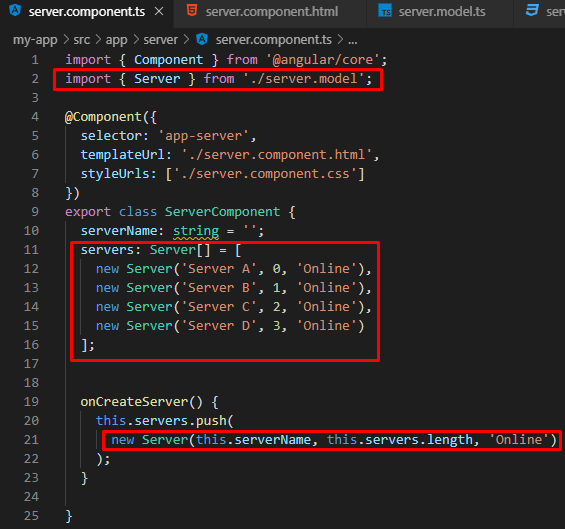 server.component.ts
server.component.html
server.model.ts
my-app > src > app > server > server.component.ts > ...
1 import { Component } from '@angular/core';
2 import { Server } from './server.model';
3
4 @Component({
5 selector: 'app-server',
6 templateUrl: './server.component.html',
7 styleUrls: ['./server.component.css']
8 })
9 export class ServerComponent {
10 serverName: string = '';
11 servers: Server[] = [
12 new Server('Server A', 0, 'Online'),
13 new Server('Server B', 1, 'Online'),
14 new Server('Server C', 2, 'Online'),
15 new Server('Server D', 3, 'Online')
16 ];
17
18
19 onCreateServer() {
20 this.servers.push(
21 new Server(this.serverName, this.servers.length, 'Online')
22 );
23 }
24
25 }